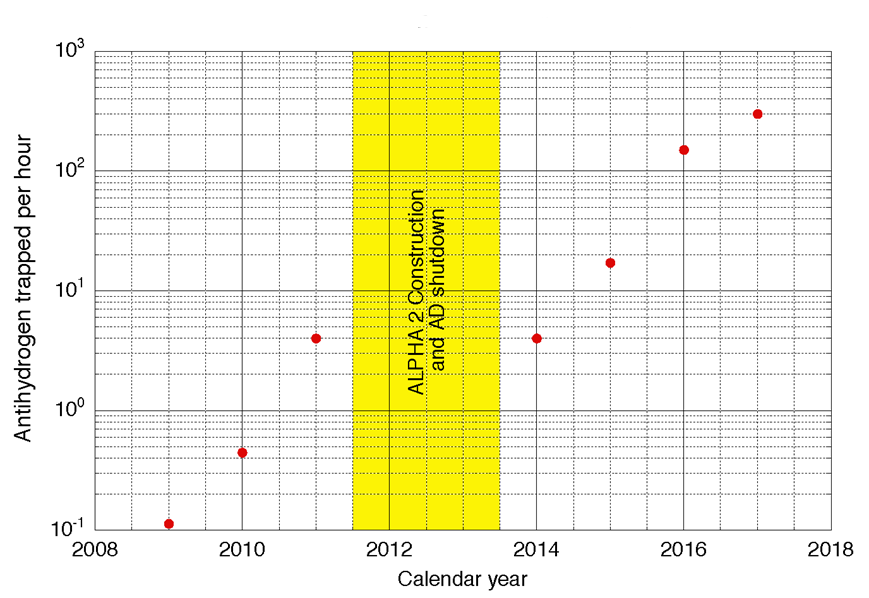 10³
10²
10¹
10⁰
10⁻¹
Antihydrogen trapped per hour
ALPHA 2 Construction
and AD shutdown
2008 2010 2012 2014 2016 2018
Calendar year